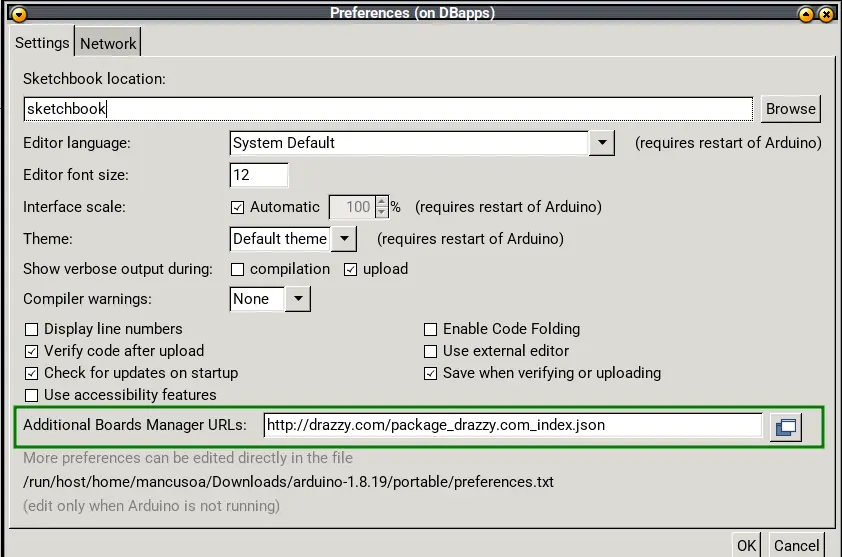 Preferences (on DBapps)
Settings Network
Sketchbook location:
sketchbook Browse
Editor language: System Default (requires restart of Arduino)
Editor font size: 12
Interface scale: Automatic 100 % (requires restart of Arduino)
Theme: Default theme (requires restart of Arduino)
Show verbose output during: compilation upload
Compiler warnings: None
Display line numbers Enable Code Folding
Verify code after upload Use external editor
Check for updates on startup Save when verifying or uploading
Use accessibility features
Additional Boards Manager URLs: http://drazzy.com/package_drazzy.com_index.json
More preferences can be edited directly in the file
/run/host/home/mancusoa/Downloads/arduino-1.8.19/portable/preferences.txt
(edit only when Arduino is not running)
OK Cancel